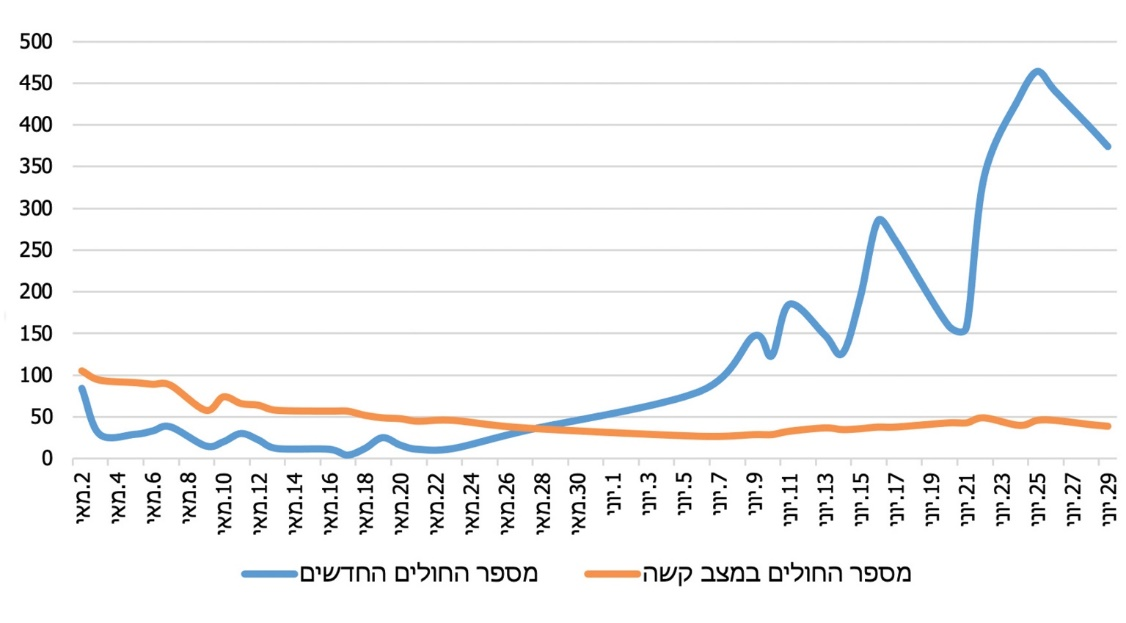 500
450
400
350
300
250
200
150
100
50
0
2.מאי
4.מאי
6.מאי
8.מאי
10.מאי
12.מאי
14.מאי
16.מאי
18.מאי
20.מאי
22.מאי
24.מאי
26.מאי
28.מאי
30.מאי
1.יוני
3.יוני
5.יוני
7.יוני
9.יוני
11.יוני
13.יוני
15.יוני
17.יוני
19.יוני
21.יוני
23.יוני
25.יוני
27.יוני
29.יוני
מספר החולים החדשים
מספר החולים במצב קשה